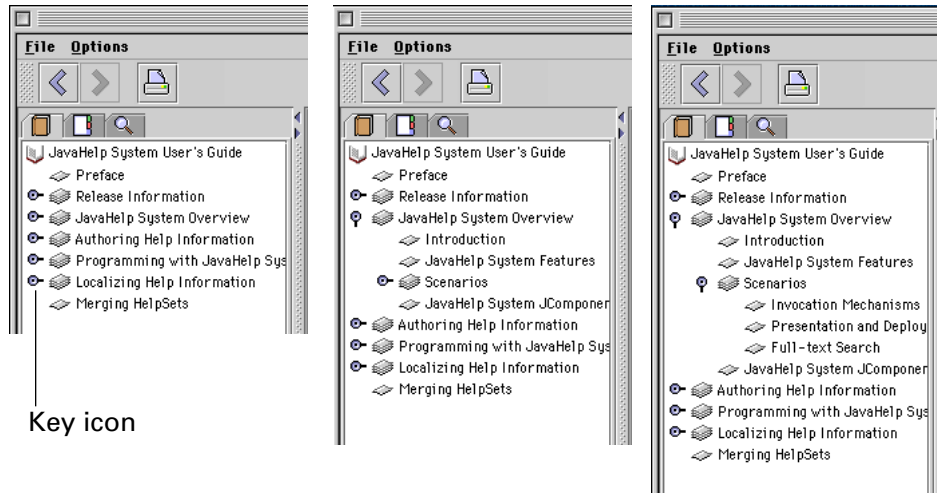 File Options
JavaHelp System User's Guide
Preface
Release Information
JavaHelp System Overview
Authoring Help Information
Programming with JavaHelp Sys
Localizing Help Information
Merging HelpSets
Key icon
File Options
JavaHelp System User's Guide
Preface
Release Information
JavaHelp System Overview
Introduction
JavaHelp System Features
Scenarios
JavaHelp System JComponer
Authoring Help Information
Programming with JavaHelp Sys
Localizing Help Information
Merging HelpSets
File Options
JavaHelp System User's Guide
Preface
Release Information
JavaHelp System Overview
Introduction
JavaHelp System Features
Scenarios
Invocation Mechanisms
Presentation and Deploy
Full-text Search
JavaHelp System JComponer
Authoring Help Information
Programming with JavaHelp Sys
Localizing Help Information
Merging HelpSets